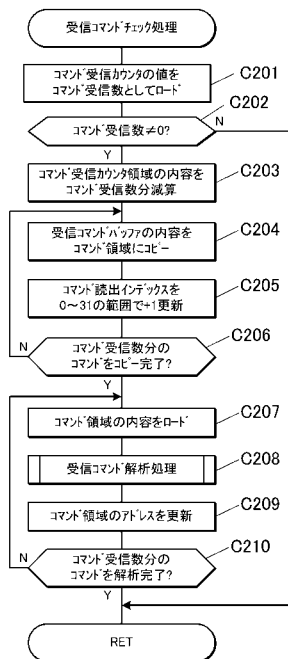 受信コマンドチェック処理
コマンド受信カウンタの値を
コマンド受信数としてロード
C201
C202
コマンド受信数≠0?
N
Y
コマンド受信カウンタ領域の内容を
コマンド受信数分減算
C203
受信コマンドバッファの内容を
コマンド領域にコピー
C204
コマンド読出インデックスを
0～31の範囲で+1更新
C205
C206
N
コマンド受信数分の
コマンドをコピー完了?
Y
コマンド領域の内容をロード
C207
受信コマンド解析処理
C208
コマンド領域のアドレスを更新
C209
C210
N
コマンド受信数分の
コマンドを解析完了?
Y
RET